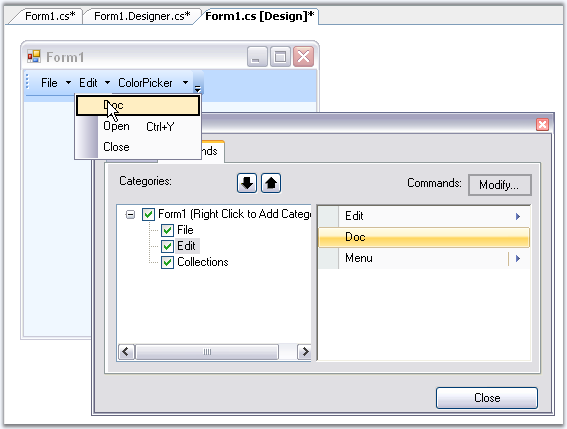 Form1.cs* Form1.Designer.cs* Form1.cs [Design]*
Form1
File Edit ColorPicker
Doc
Open Ctrl+Y
Close
nds
Categories: Commands: Modify...
Form1 (Right Click to Add Categ
File
Edit
Collections
Edit
Doc
Menu
Close